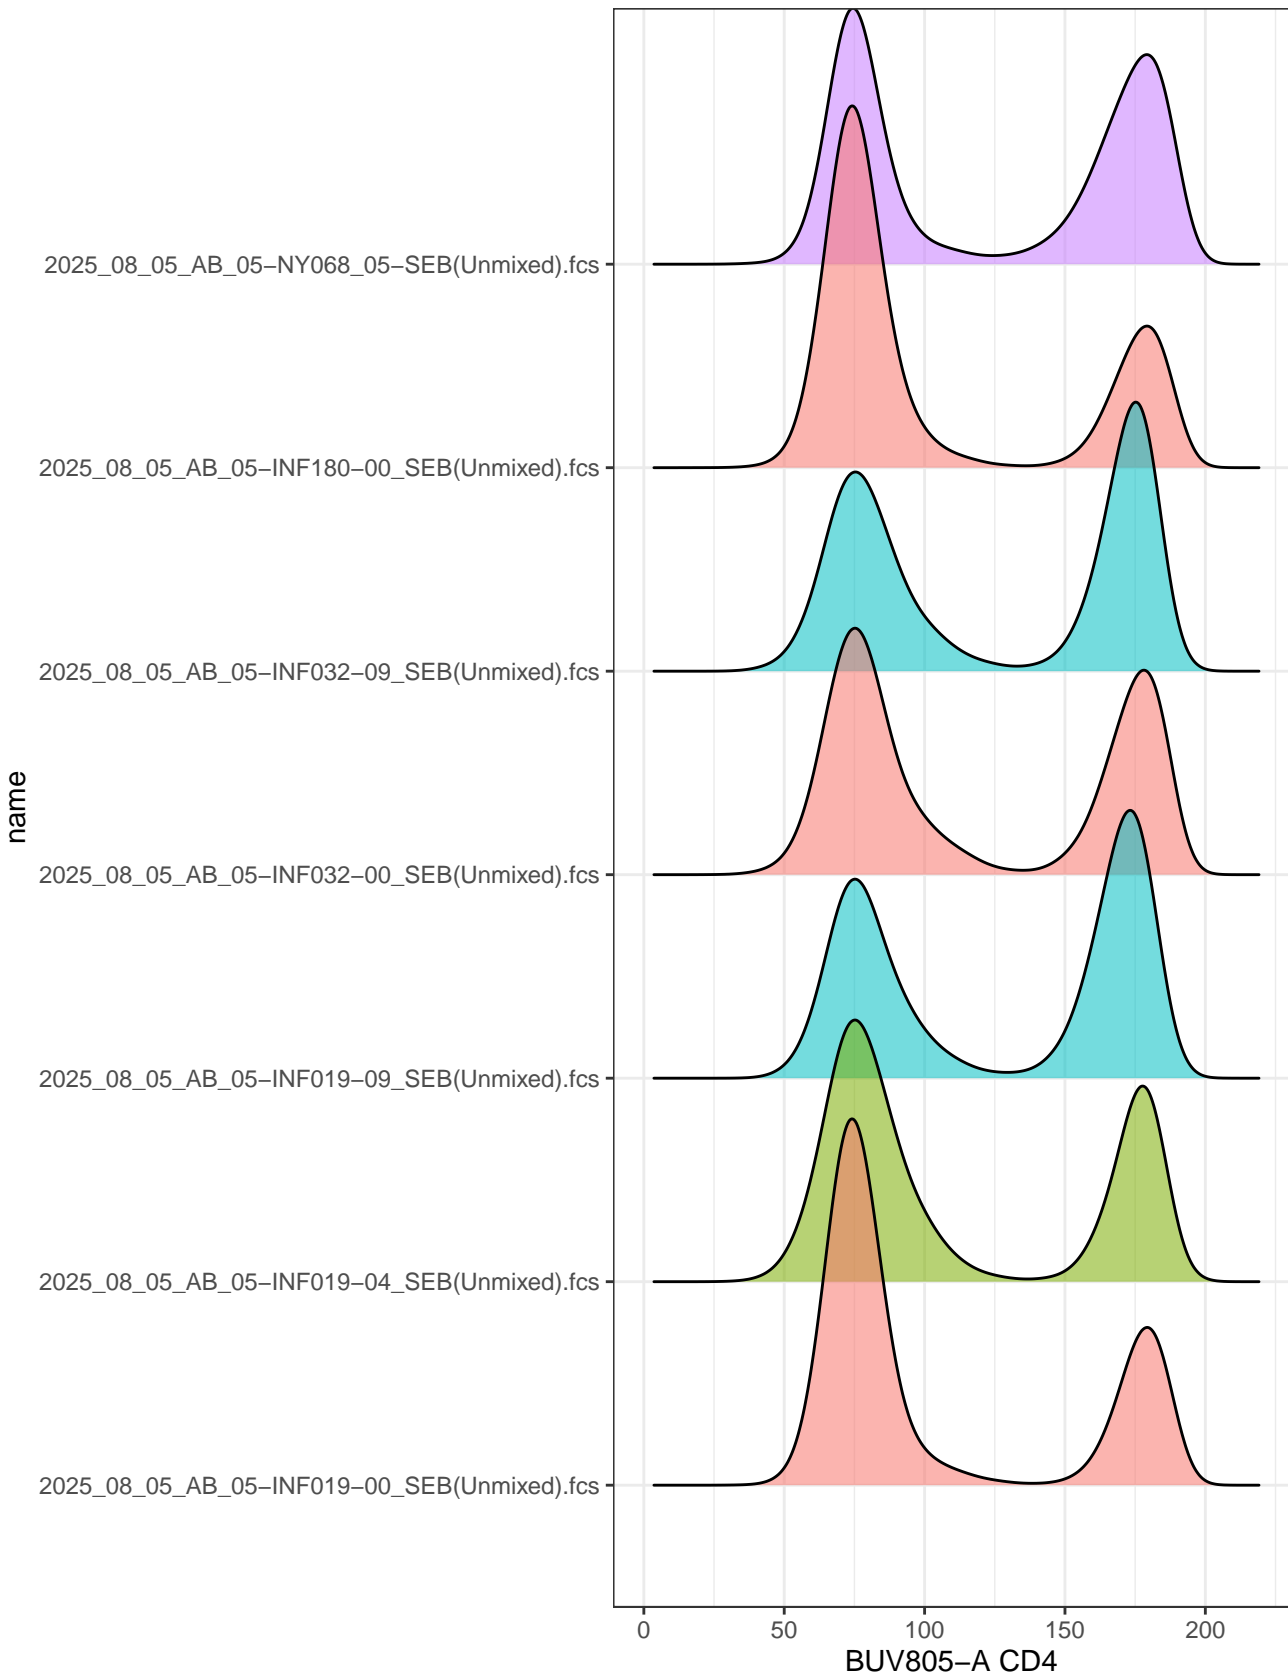 2025_08_05_AB_05−NY068_05−SEB(Unmixed).fcs
2025_08_05_AB_05−INF180−00_SEB(Unmixed).fcs
2025_08_05_AB_05−INF032−09_SEB(Unmixed).fcs
2025_08_05_AB_05−INF032−00_SEB(Unmixed).fcs
2025_08_05_AB_05−INF019−09_SEB(Unmixed).fcs
2025_08_05_AB_05−INF019−04_SEB(Unmixed).fcs
2025_08_05_AB_05−INF019−00_SEB(Unmixed).fcs
name
0 50 100 150 200
BUV805−A CD4